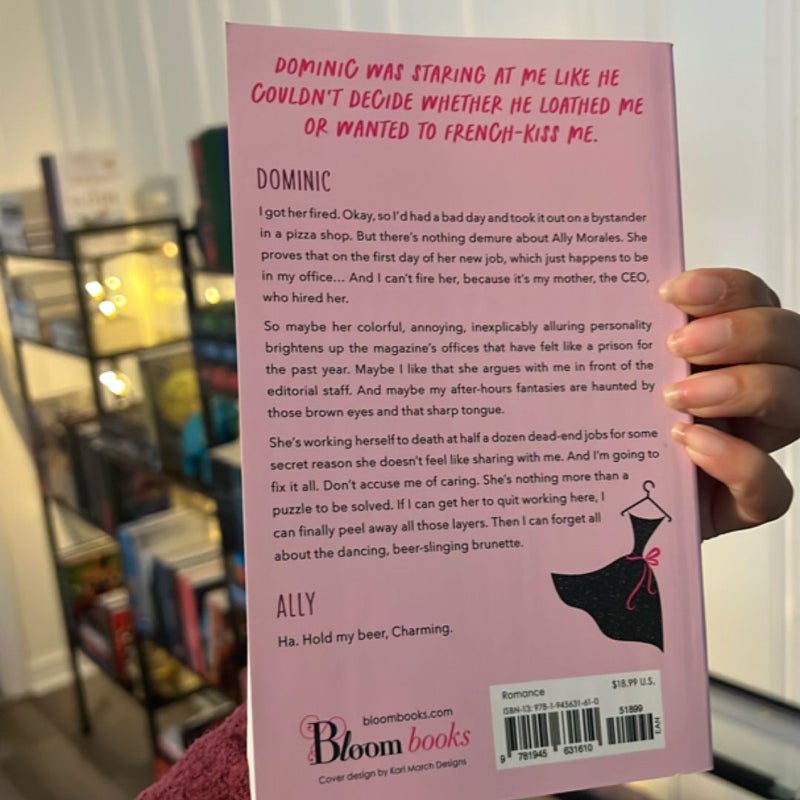 DOMINIC WAS STARING AT ME LIKE HE
COULDN'T DECIDE WHETHER HE LOATHED ME
OR WANTED TO FRENCH-KISS ME.
DOMINIC
I got her fired. Okay, so I'd had a bad day and took it out on a bystander
in a pizza shop. But there's nothing demure about Ally Morales. She
proves that on the first day of her new job, which just happens to be
in my office... And I can't fire her, because it's my mother, the CEO,
who hired her.
So maybe her colorful, annoying, inexplicably alluring personality
brightens up the magazine's offices that have felt like a prison for
the past year. Maybe I like that she argues with me in front of the
editorial staff. And maybe my after-hours fantasies are haunted by
those brown eyes and that sharp tongue.
She's working herself to death at half a dozen dead-end jobs for some
secret reason she doesn't feel like sharing with me. And I'm going to
fix it all. Don't accuse me of caring. She's nothing more than a
puzzle to be solved. If I can get her to quit working here, I
can finally peel away all those layers. Then I can forget all
about the dancing, beer-slinging brunette.
ALLY
Ha. Hold my beer, Charming.
bloombooks.com
Bloom books
Cover design by Kari March Designs
Romance
$18.99 U.S.
ISBN-13: 978-1-945631-61-0
51899
EAN
9 781945 631610